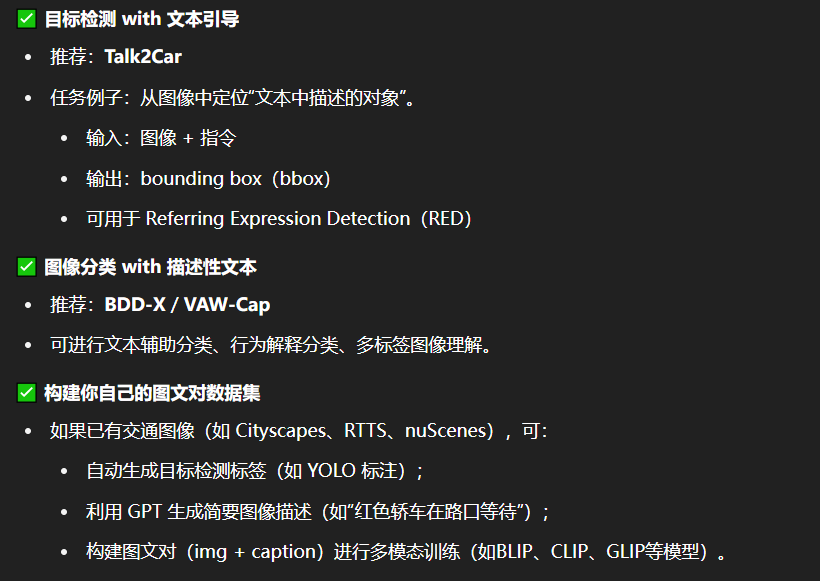 ✅ 目标检测 with 文本引导
• 推荐：Talk2Car
• 任务例子：从图像中定位“文本中描述的对象”。
• 输入：图像 + 指令
• 输出：bounding box（bbox）
• 可用于 Referring Expression Detection（RED）
✅ 图像分类 with 描述性文本
• 推荐：BDD-X / VAW-Cap
• 可进行文本辅助分类、行为解释分类、多标签图像理解。
✅ 构建你自己的图文对数据集
• 如果已有交通图像（如 Cityscapes、RTTS、nuScenes），可：
• 自动生成目标检测标签（如 YOLO 标注）；
• 利用 GPT 生成简要图像描述（如“红色轿车在路口等待”）；
• 构建图文对（img + caption）进行多模态训练（如BLIP、CLIP、GLIP等模型）。